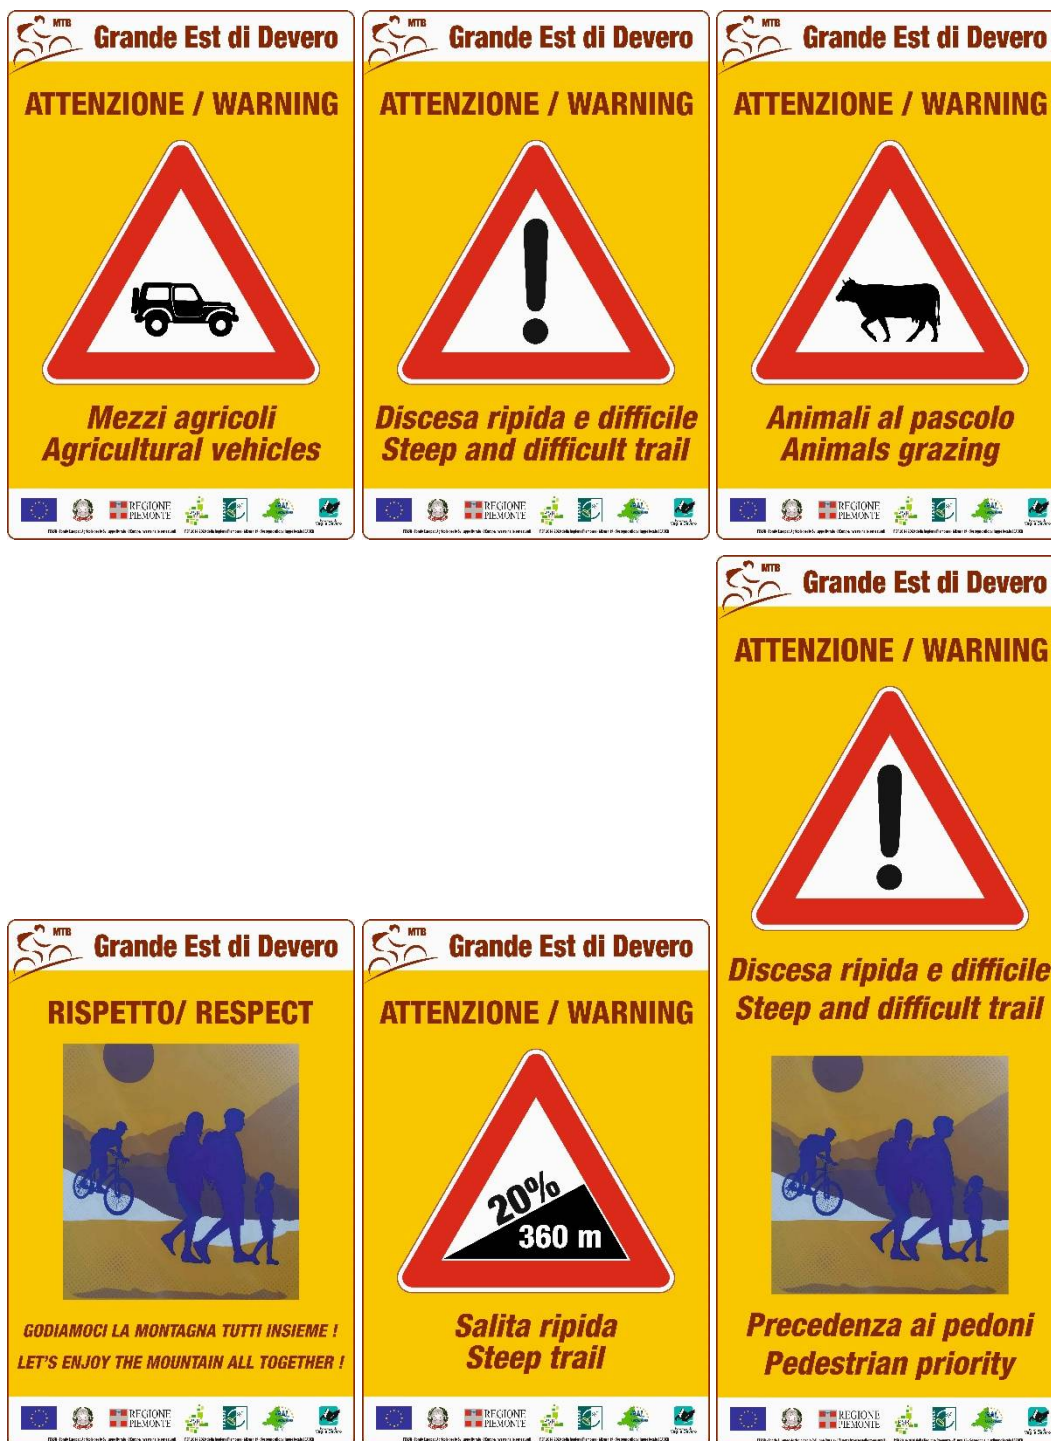 MTB
Grande Est di Devero
ATTENZIONE / WARNING
Mezzi agricoli
Agricultural vehicles
REGIONE
PIEMONTE
MTB
Grande Est di Devero
ATTENZIONE / WARNING
Discesa ripida e difficile
Steep and difficult trail
REGIONE
PIEMONTE
MTB
Grande Est di Devero
ATTENZIONE / WARNING
Animali al pascolo
Animals grazing
REGIONE
PIEMONTE
MTB
Grande Est di Devero
RISPETTO/ RESPECT
GODIAMOCI LA MONTAGNA TUTTI INSIEME !
LET'S ENJOY THE MOUNTAIN ALL TOGETHER !
REGIONE
PIEMONTE
MTB
Grande Est di Devero
ATTENZIONE / WARNING
20%
360 m
Salita ripida
Steep trail
REGIONE
PIEMONTE
MTB
Grande Est di Devero
ATTENZIONE / WARNING
Discesa ripida e difficile
Steep and difficult trail
Precedenza ai pedoni
Pedestrian priority
REGIONE
PIEMONTE